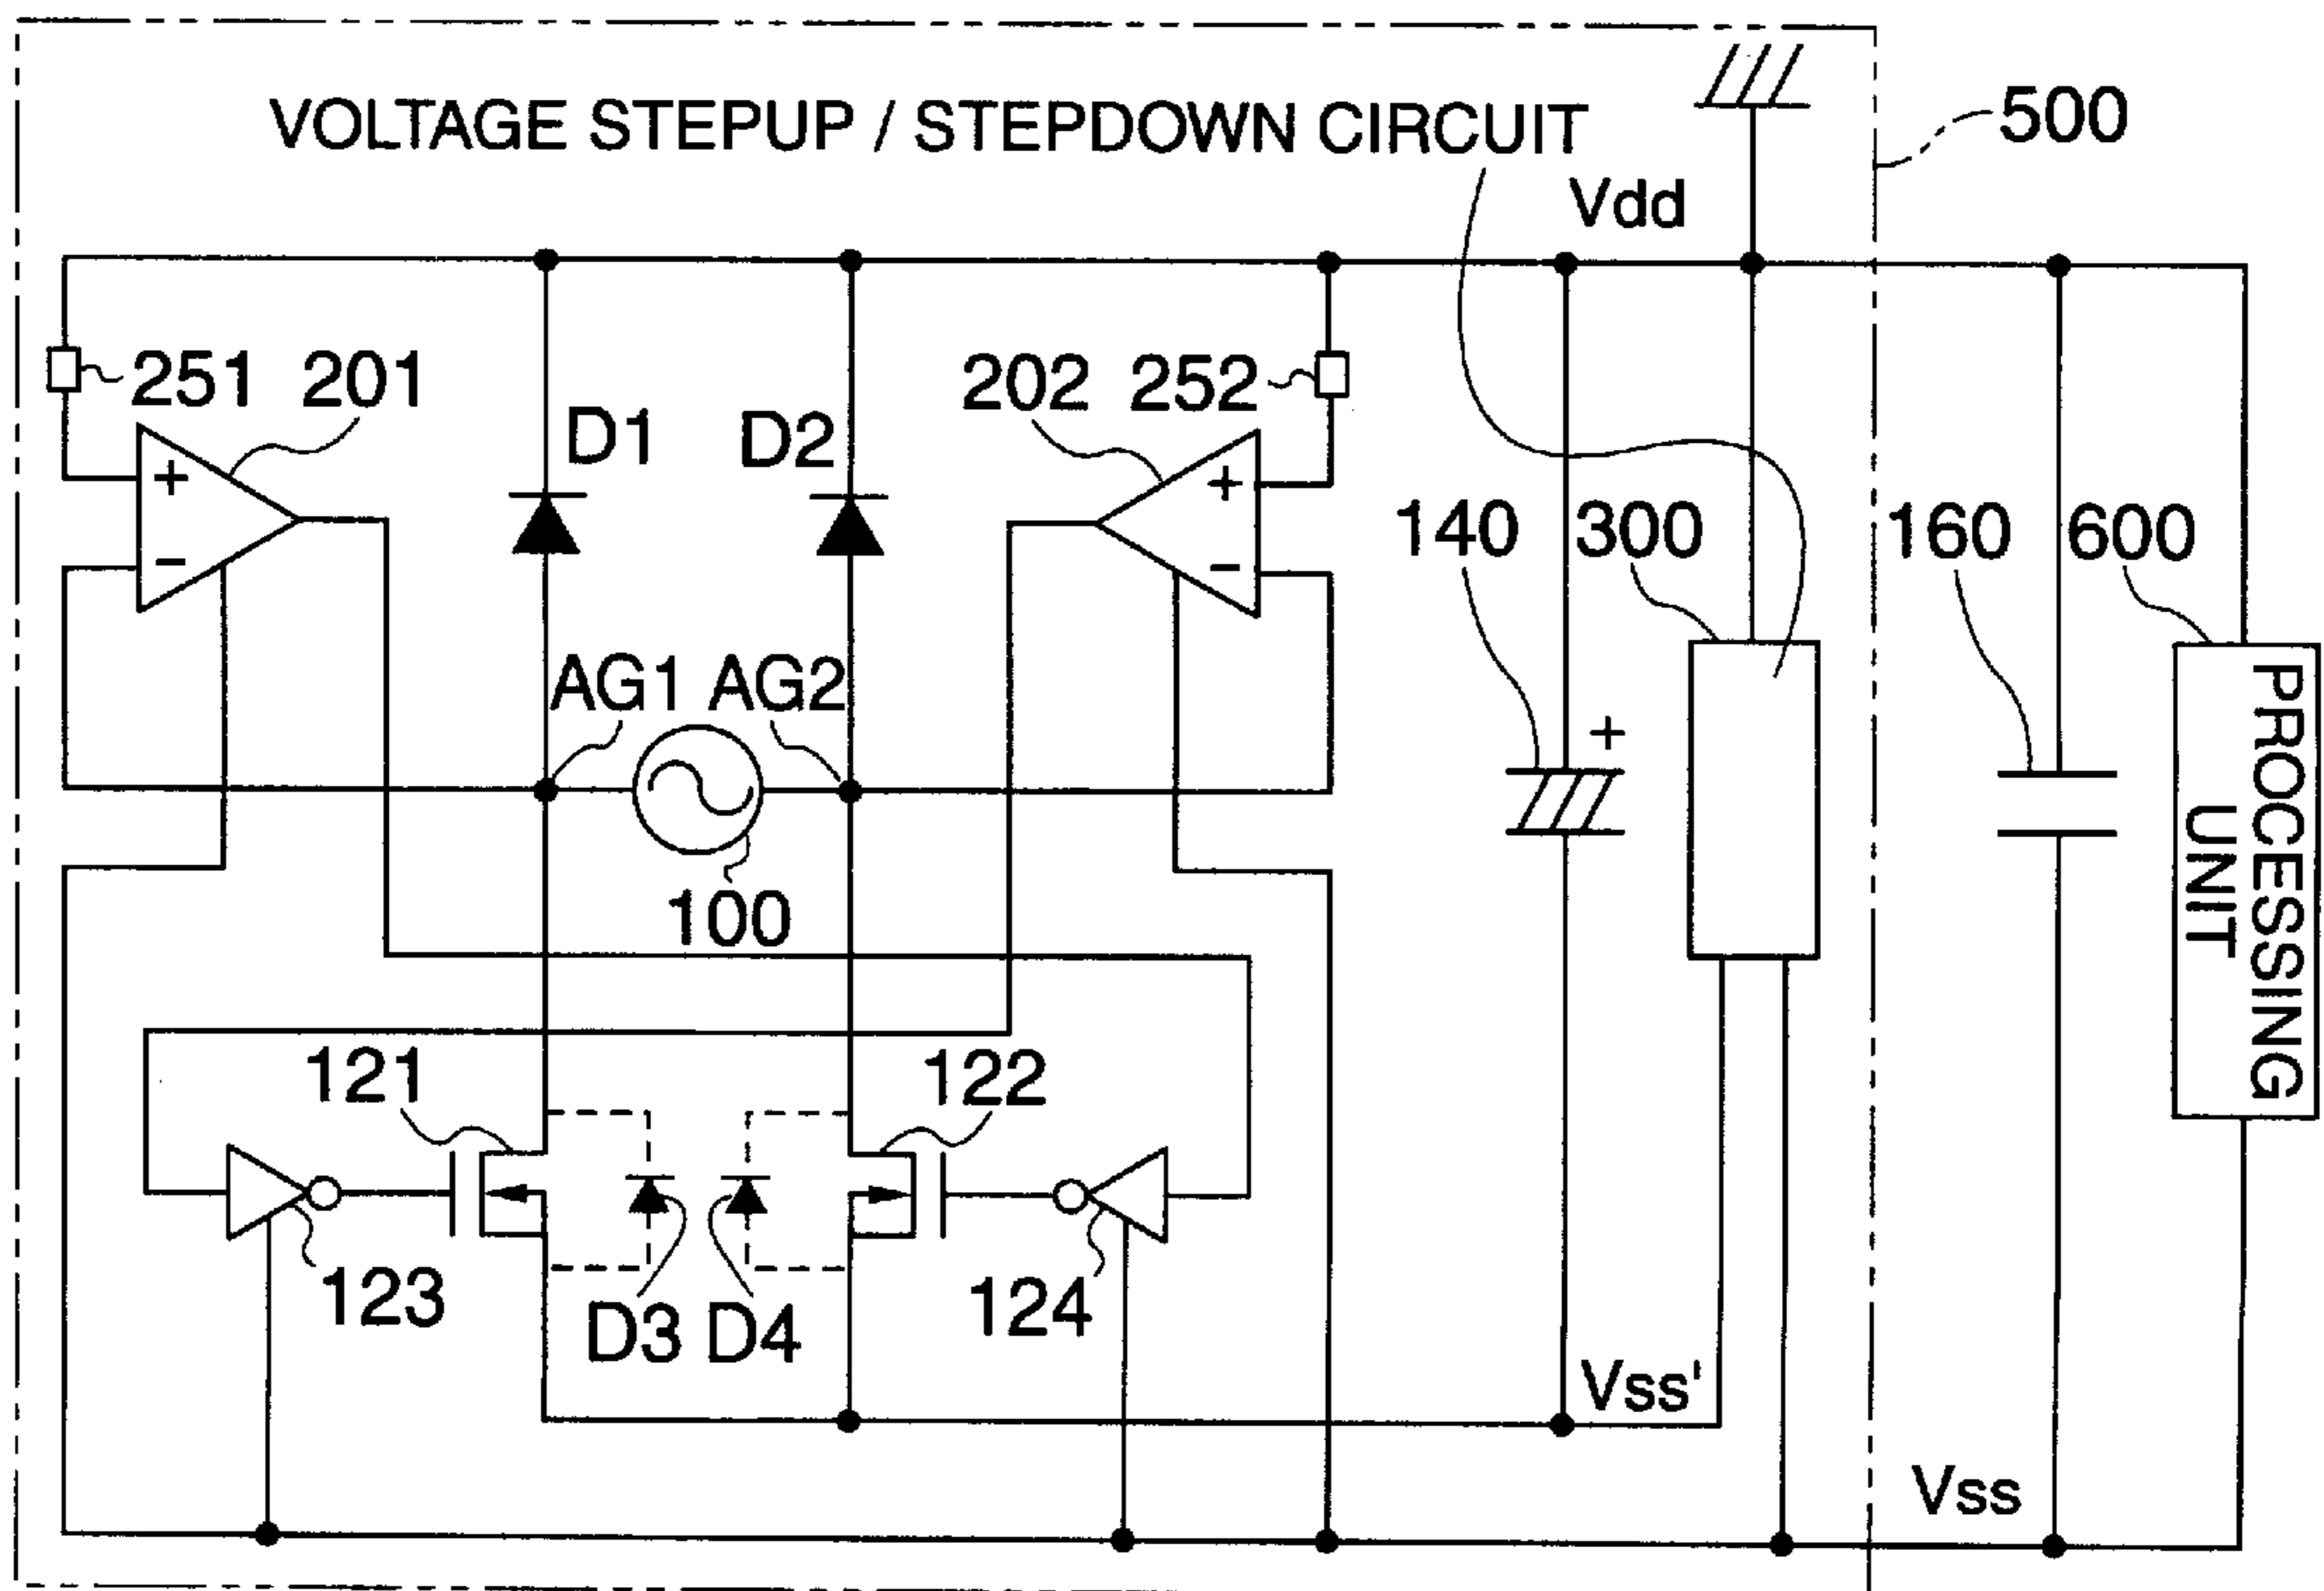 VOLTAGE STEPUP / STEPDOWN CIRCUIT
500
Vdd
251
201
202
252
D1
D2
+
-
+
-
140
300
160
600
AG1
AG2
+
100
PROCESSING
UNIT
121
122
123
D3
D4
124
Vss'
Vss